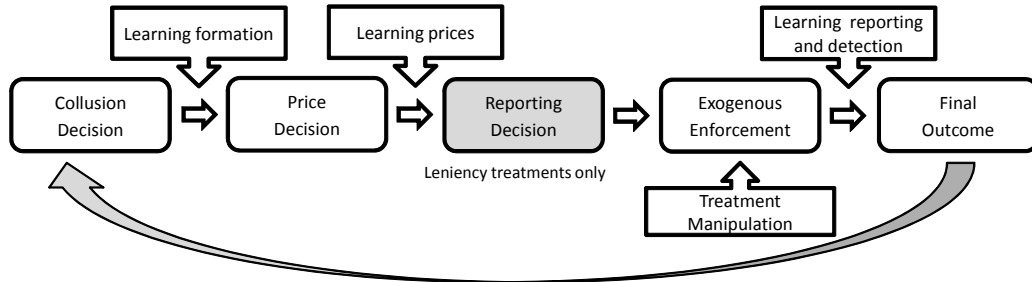 Learning formation
Learning prices
Learning reporting
and detection
Collusion
Decision
Price
Decision
Reporting
Decision
Exogenous
Enforcement
Final
Outcome
Leniency treatments only
Treatment
Manipulation